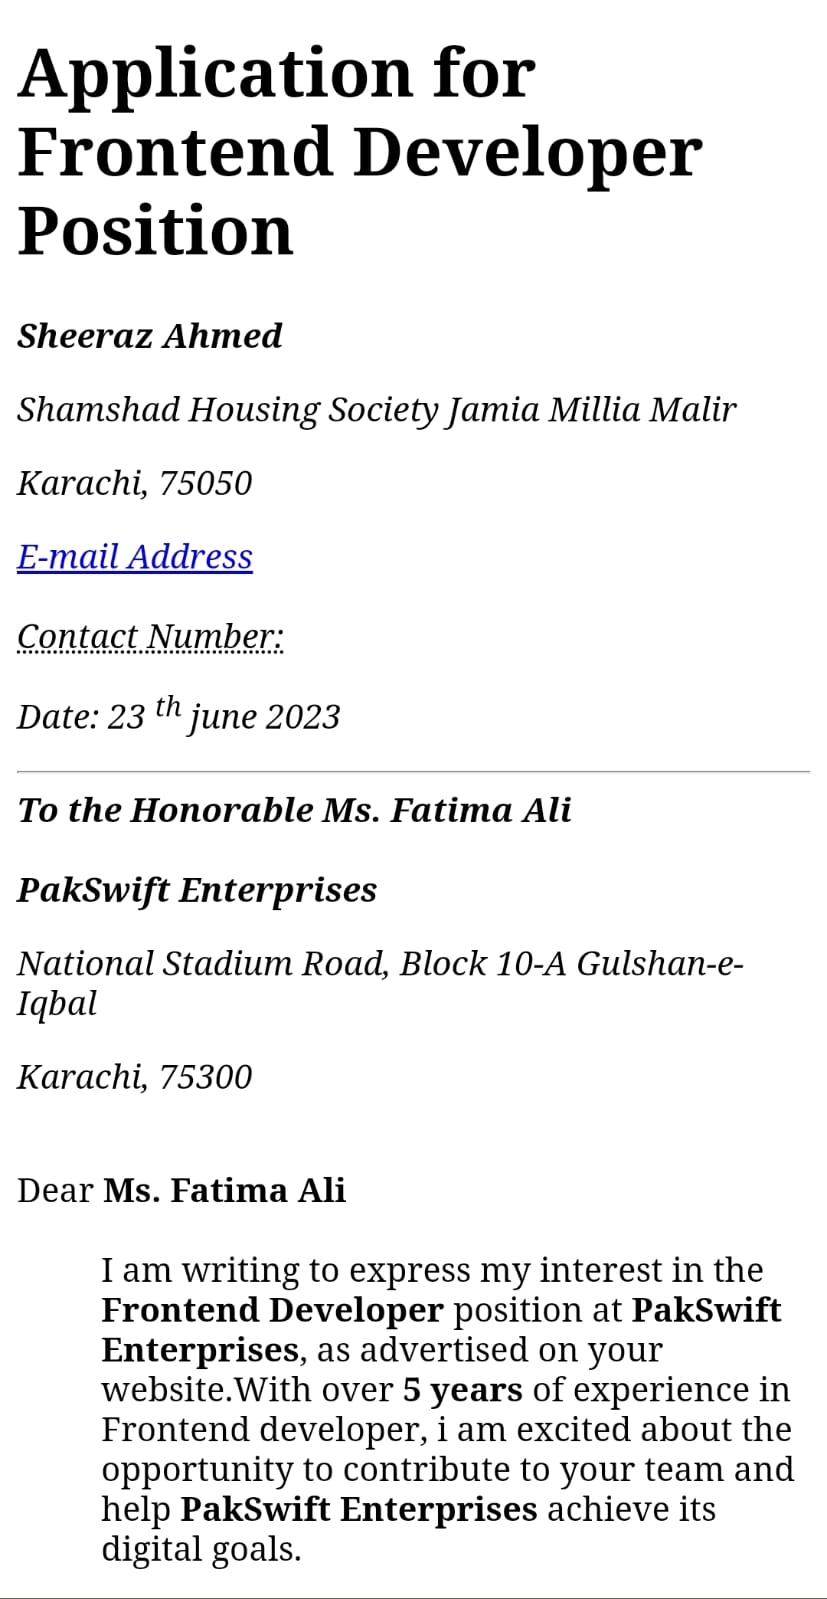 Application for
Frontend Developer
Position
Sheeraz Ahmed
Shamshad Housing Society Jamia Millia Malir
Karachi, 75050
E-mail Address
Contact Number:
Date: 23 th june 2023
To the Honorable Ms. Fatima Ali
PakSwift Enterprises
National Stadium Road, Block 10-A Gulshan-e-
Iqbal
Karachi, 75300
Dear Ms. Fatima Ali
I am writing to express my interest in the
Frontend Developer position at PakSwift
Enterprises, as advertised on your
website.With over 5 years of experience in
Frontend developer, i am excited about the
opportunity to contribute to your team and
help PakSwift Enterprises achieve its
digital goals.